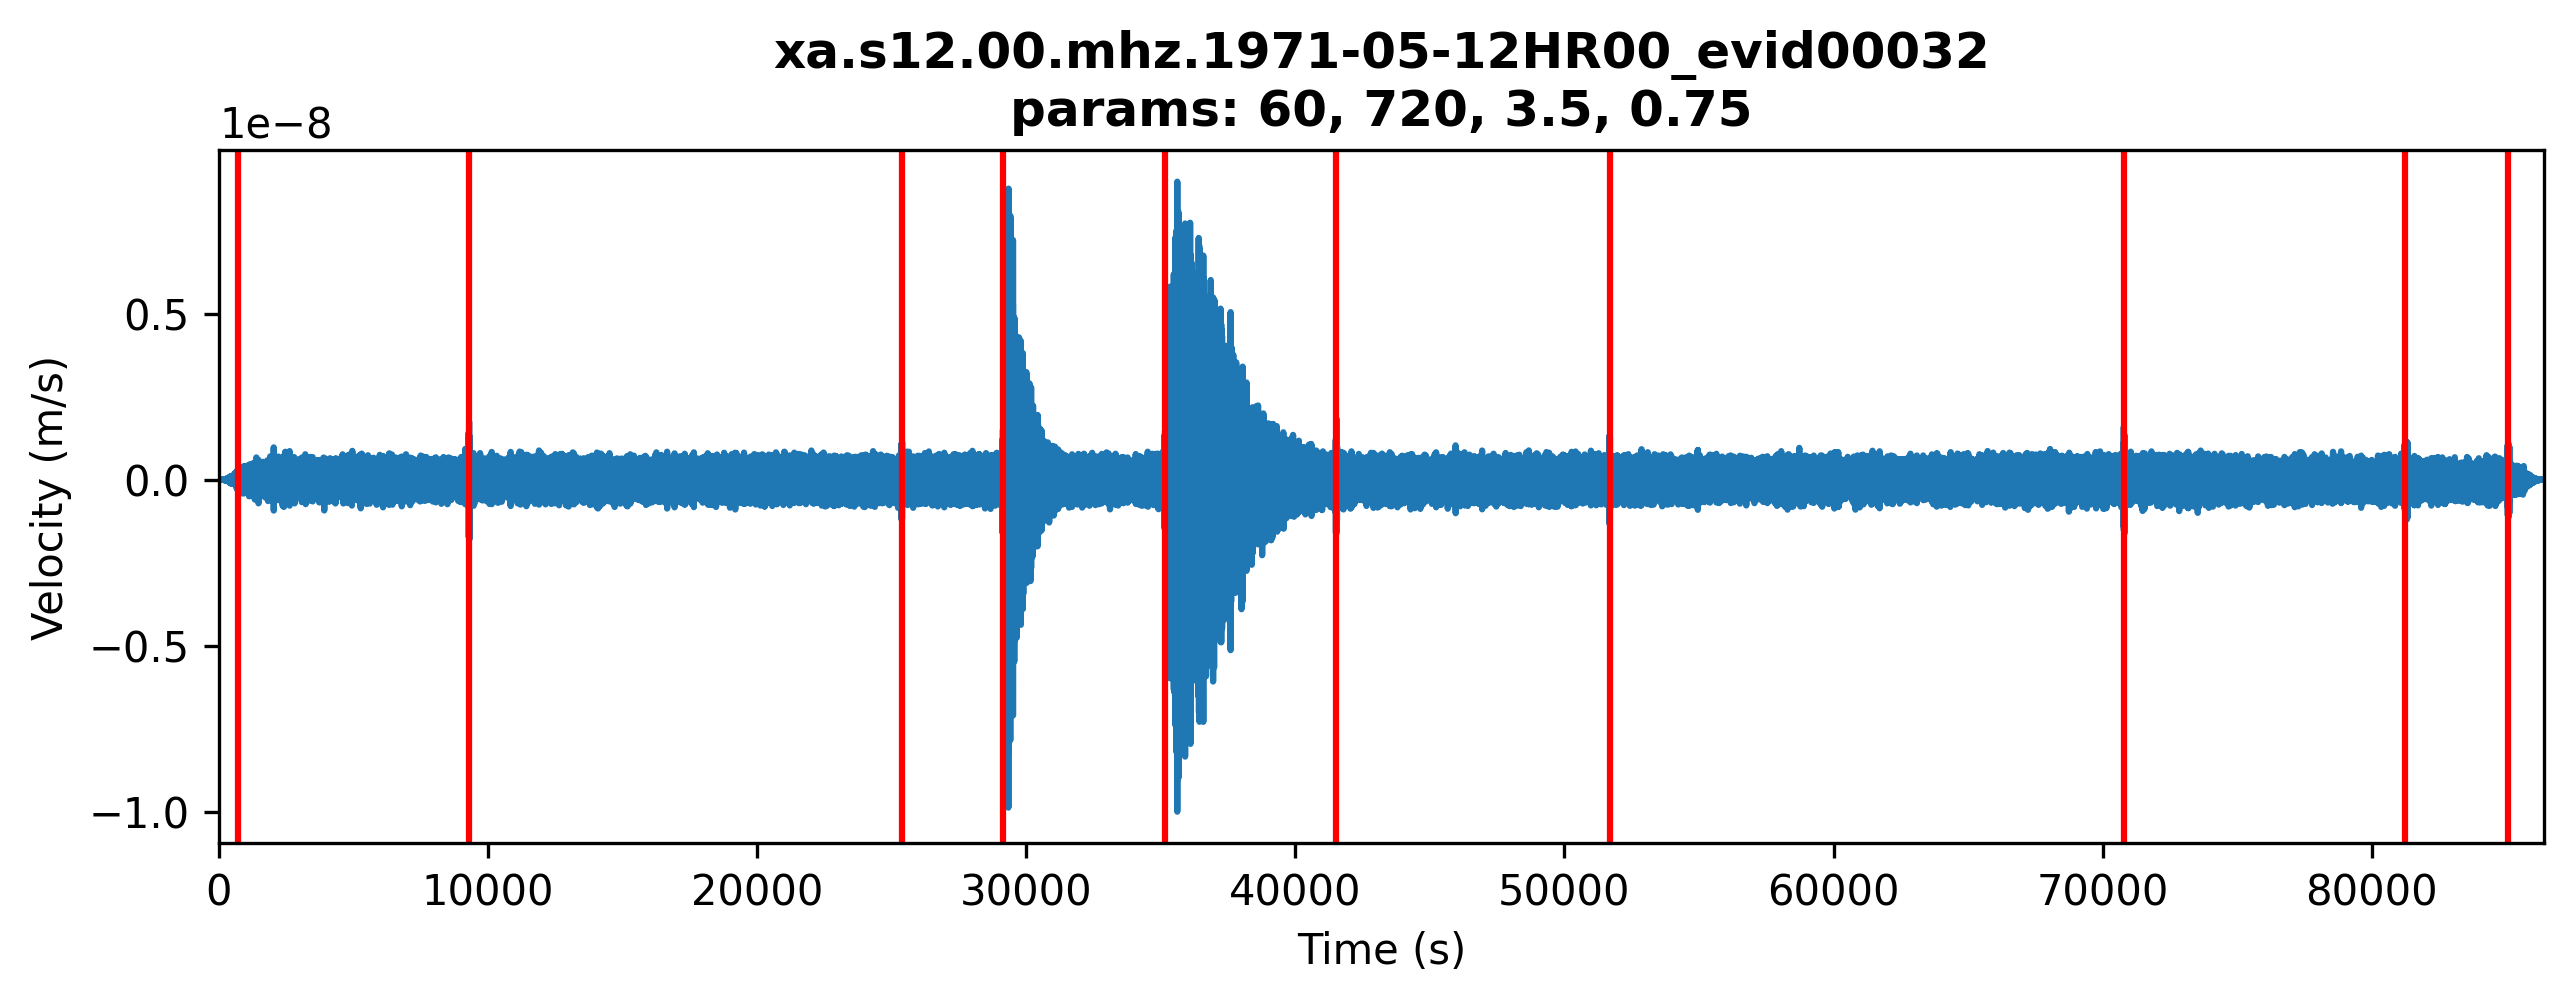 xa.s12.00.mhz.1971-05-12HR00_evid00032
params: 60, 720, 3.5, 0.75
1e−8
0.5
0.0
−0.5
−1.0
Velocity (m/s)
0 10000 20000 30000 40000 50000 60000 70000 80000
Time (s)